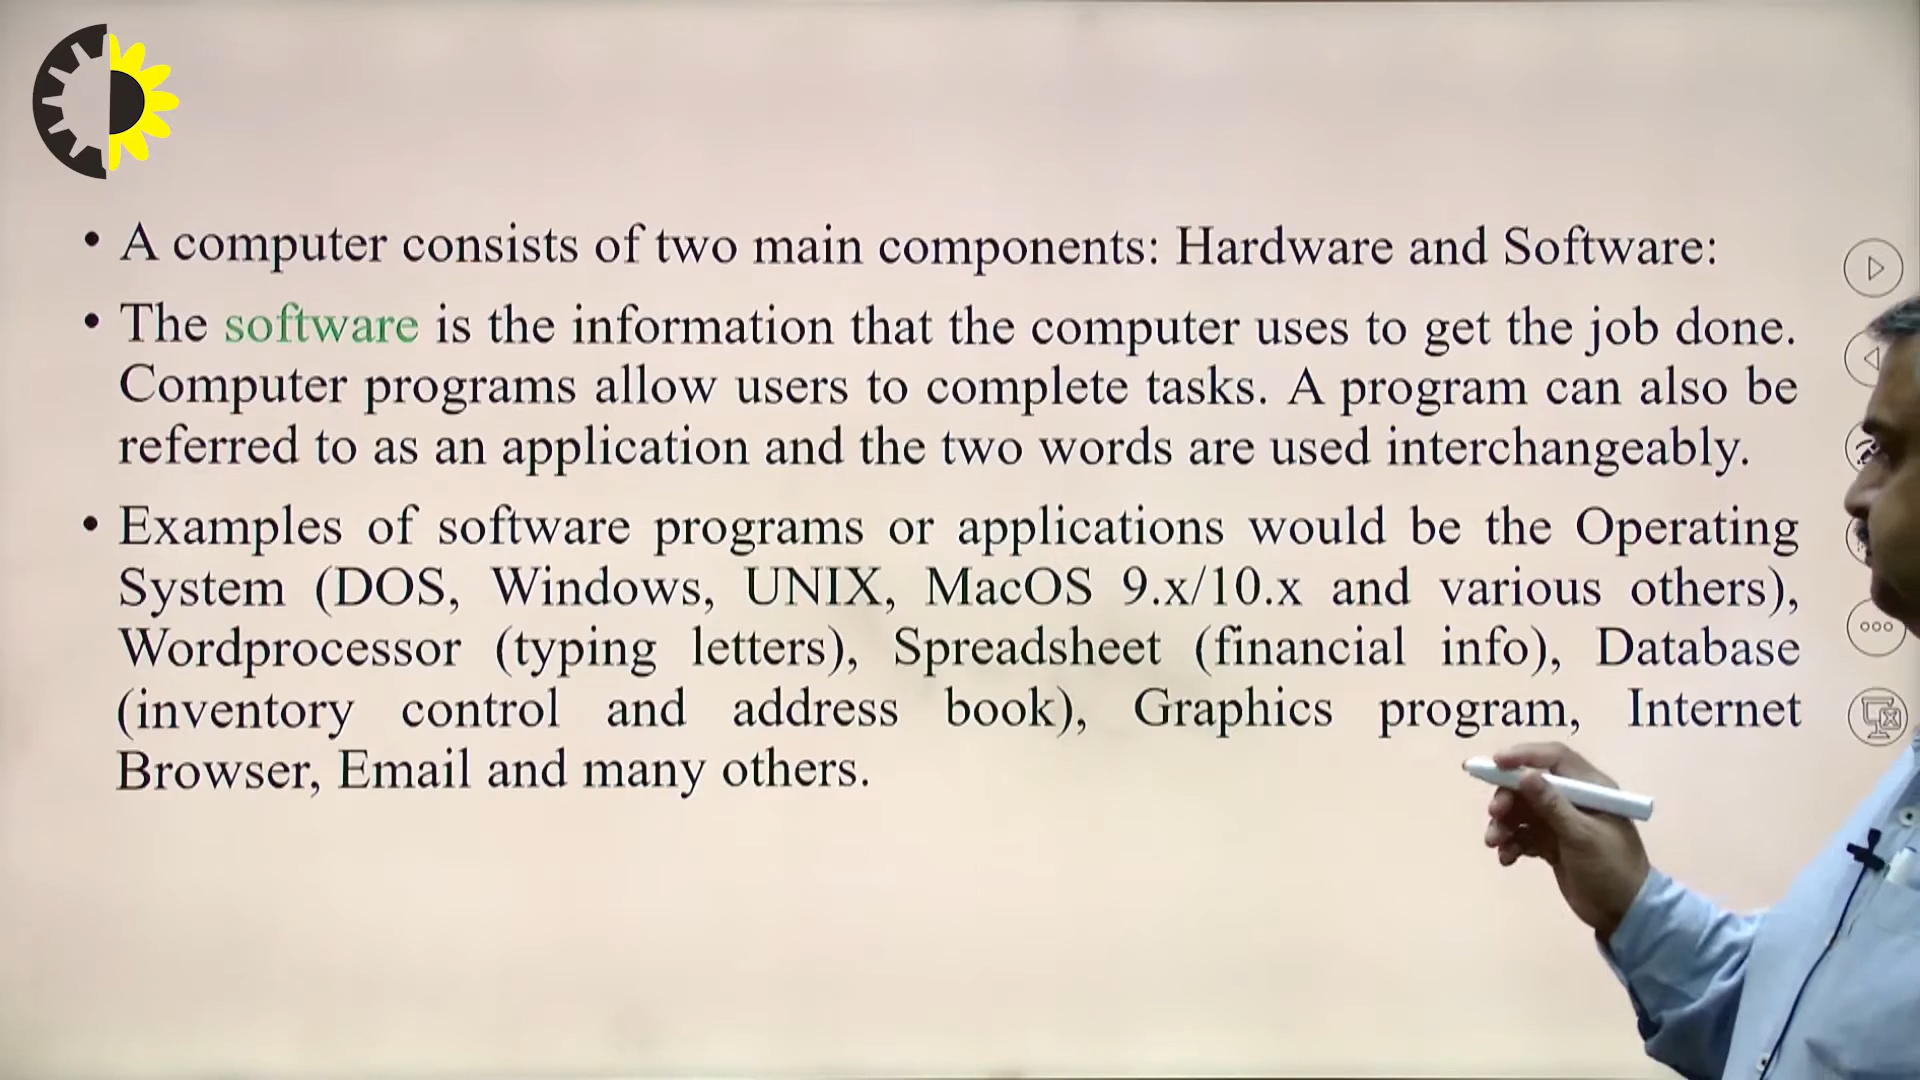 • A computer consists of two main components: Hardware and Software:
• The software is the information that the computer uses to get the job done.
Computer programs allow users to complete tasks. A program can also be
referred to as an application and the two words are used interchangeably.
• Examples of software programs or applications would be the Operating
System (DOS, Windows, UNIX, MacOS 9.x/10.x and various others),
Wordprocessor (typing letters), Spreadsheet (financial info), Database
(inventory control and address book), Graphics program, Internet
Browser, Email and many others.